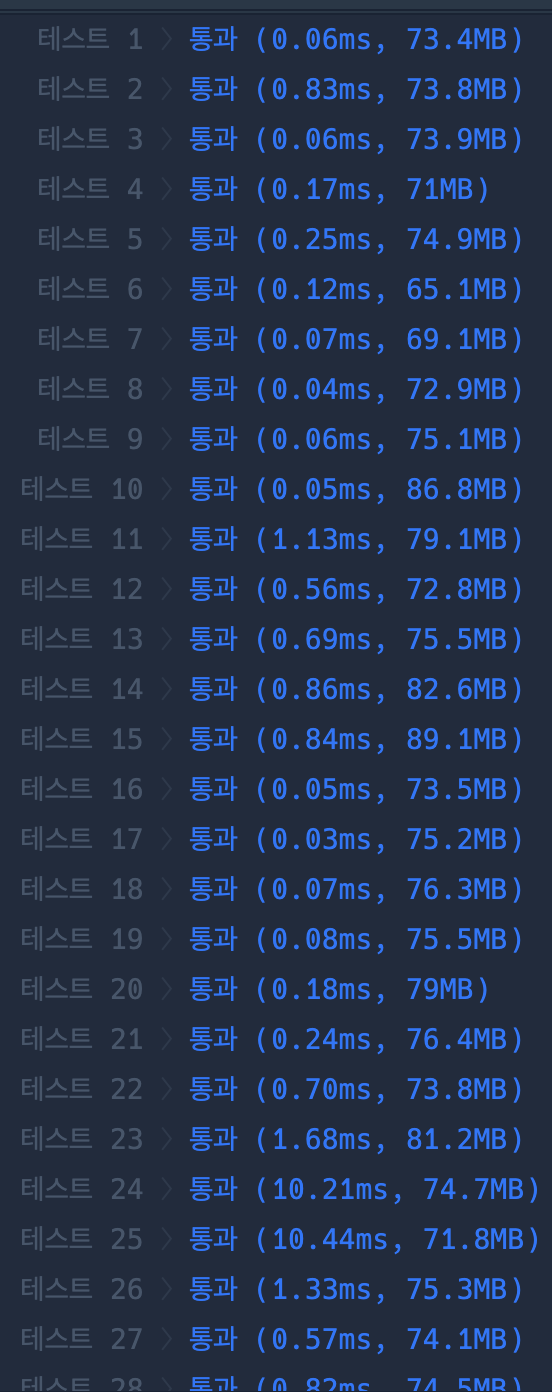 테스트 1 〉 통과 (0.06ms, 73.4MB)
테스트 2 〉 통과 (0.83ms, 73.8MB)
테스트 3 〉 통과 (0.06ms, 73.9MB)
테스트 4 〉 통과 (0.17ms, 71MB)
테스트 5 〉 통과 (0.25ms, 74.9MB)
테스트 6 〉 통과 (0.12ms, 65.1MB)
테스트 7 〉 통과 (0.07ms, 69.1MB)
테스트 8 〉 통과 (0.04ms, 72.9MB)
테스트 9 〉 통과 (0.06ms, 75.1MB)
테스트 10 〉 통과 (0.05ms, 86.8MB)
테스트 11 〉 통과 (1.13ms, 79.1MB)
테스트 12 〉 통과 (0.56ms, 72.8MB)
테스트 13 〉 통과 (0.69ms, 75.5MB)
테스트 14 〉 통과 (0.86ms, 82.6MB)
테스트 15 〉 통과 (0.84ms, 89.1MB)
테스트 16 〉 통과 (0.05ms, 73.5MB)
테스트 17 〉 통과 (0.03ms, 75.2MB)
테스트 18 〉 통과 (0.07ms, 76.3MB)
테스트 19 〉 통과 (0.08ms, 75.5MB)
테스트 20 〉 통과 (0.18ms, 79MB)
테스트 21 〉 통과 (0.24ms, 76.4MB)
테스트 22 〉 통과 (0.70ms, 73.8MB)
테스트 23 〉 통과 (1.68ms, 81.2MB)
테스트 24 〉 통과 (10.21ms, 74.7MB)
테스트 25 〉 통과 (10.44ms, 71.8MB)
테스트 26 〉 통과 (1.33ms, 75.3MB)
테스트 27 〉 통과 (0.57ms, 74.1MB)
테스트 28 〉 통과 (0.82ms, 74.5MB)